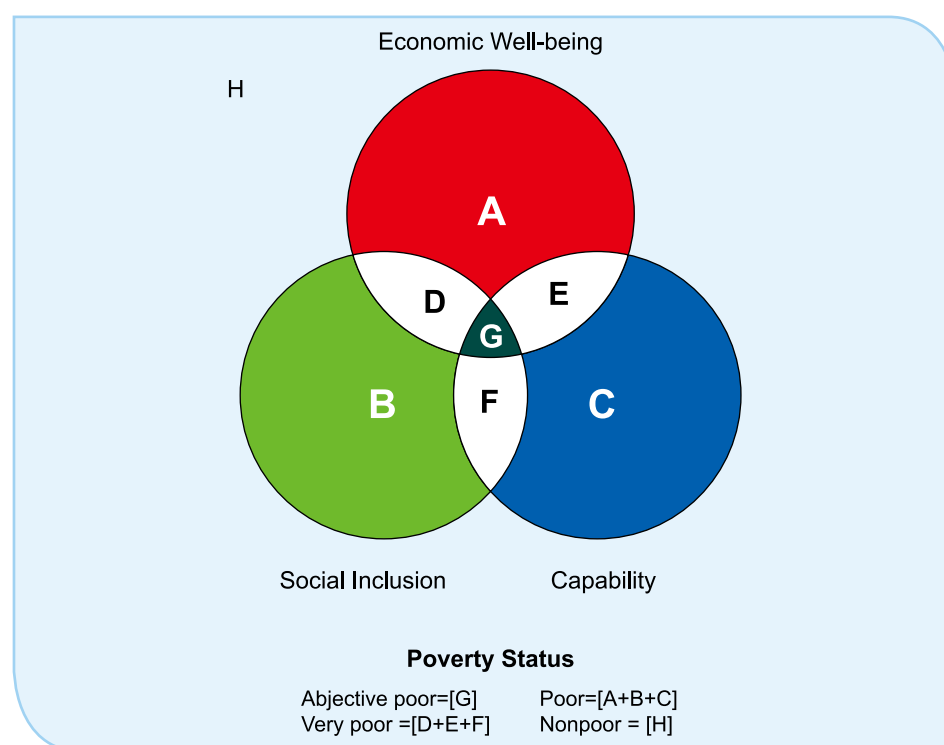 Economic Well-being
H
A
D
E
G
B
F
C
Social Inclusion
Capability
Poverty Status
Abjective poor=[G]
Poor=[A+B+C]
Very poor =[D+E+F]
Nonpoor = [H]